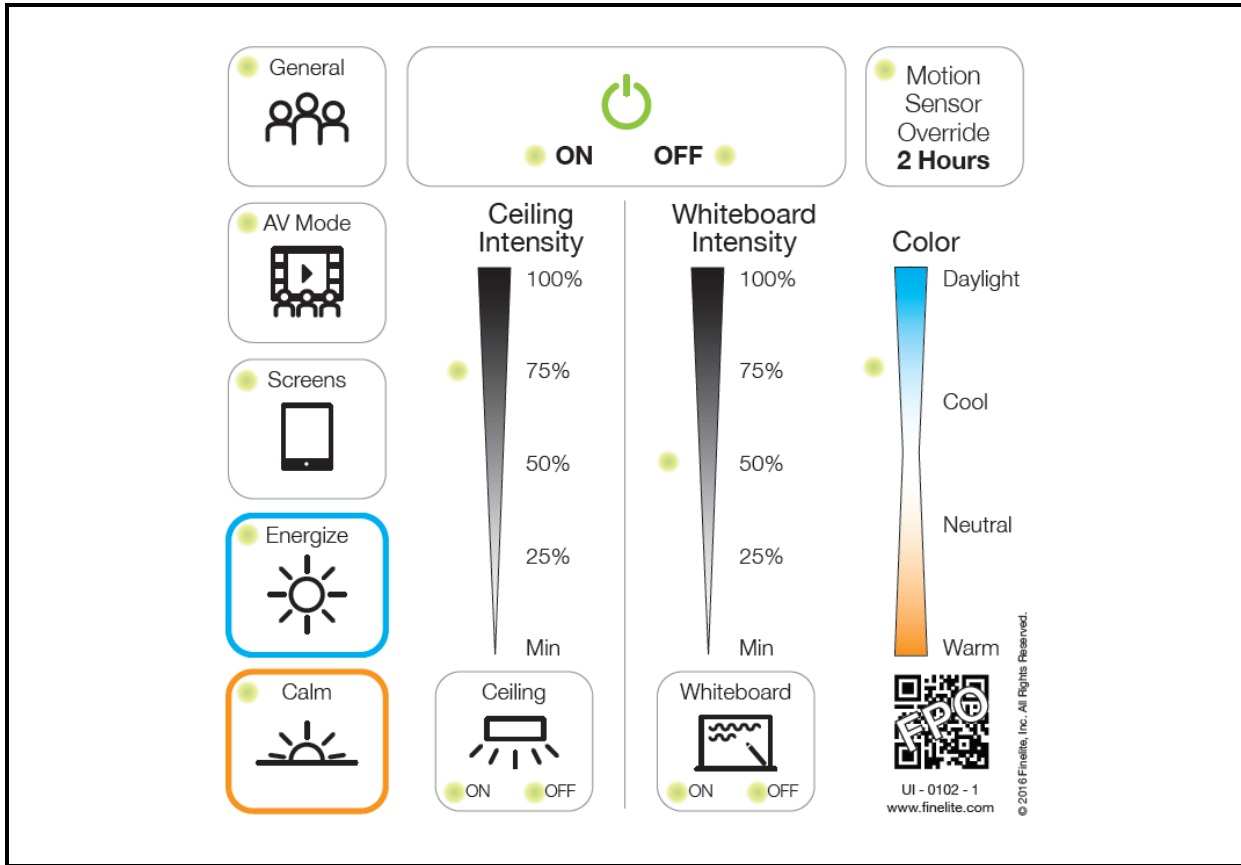 General
ON OFF
Motion
Sensor
Override
2 Hours
AV Mode
Screens
Energize
Calm
Ceiling
Intensity
100%
75%
50%
25%
Min
Whiteboard
Intensity
100%
75%
50%
25%
Min
Color
Daylight
Cool
Neutral
Warm
Ceiling
ON OFF
Whiteboard
ON OFF
FPO
UI - 0102 - 1
www.finelite.com
© 2016 Finelite, Inc. All Rights Reserved.